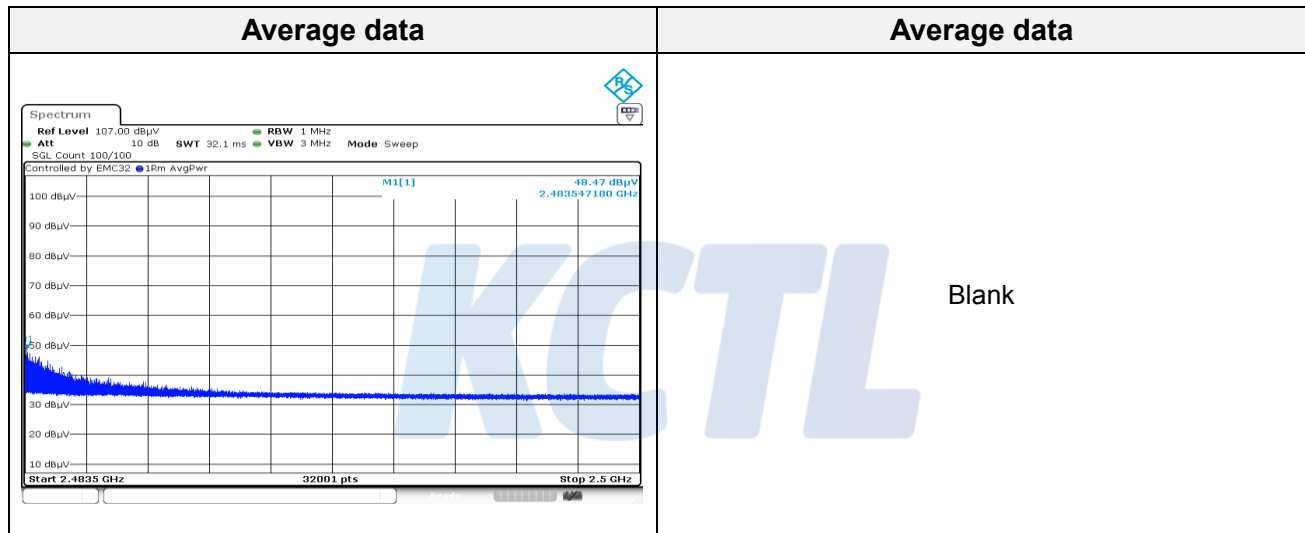 Average data
Average data
R&S
Spectrum
Ref Level 107.00 dBµV RBW 1 MHz
Att 10 dB SWT 32.1 ms VBW 3 MHz Mode Sweep
SGL Count 100/100
Controlled by EMC32 1Rm AvgPwr
M1[1] 48.47 dBµV
2.483547180 GHz
100 dBµV
90 dBµV
80 dBµV
70 dBµV
60 dBµV
50 dBµV
30 dBµV
20 dBµV
10 dBµV
Start 2.4835 GHz 32001 pts Stop 2.5 GHz
Blank
KCTL